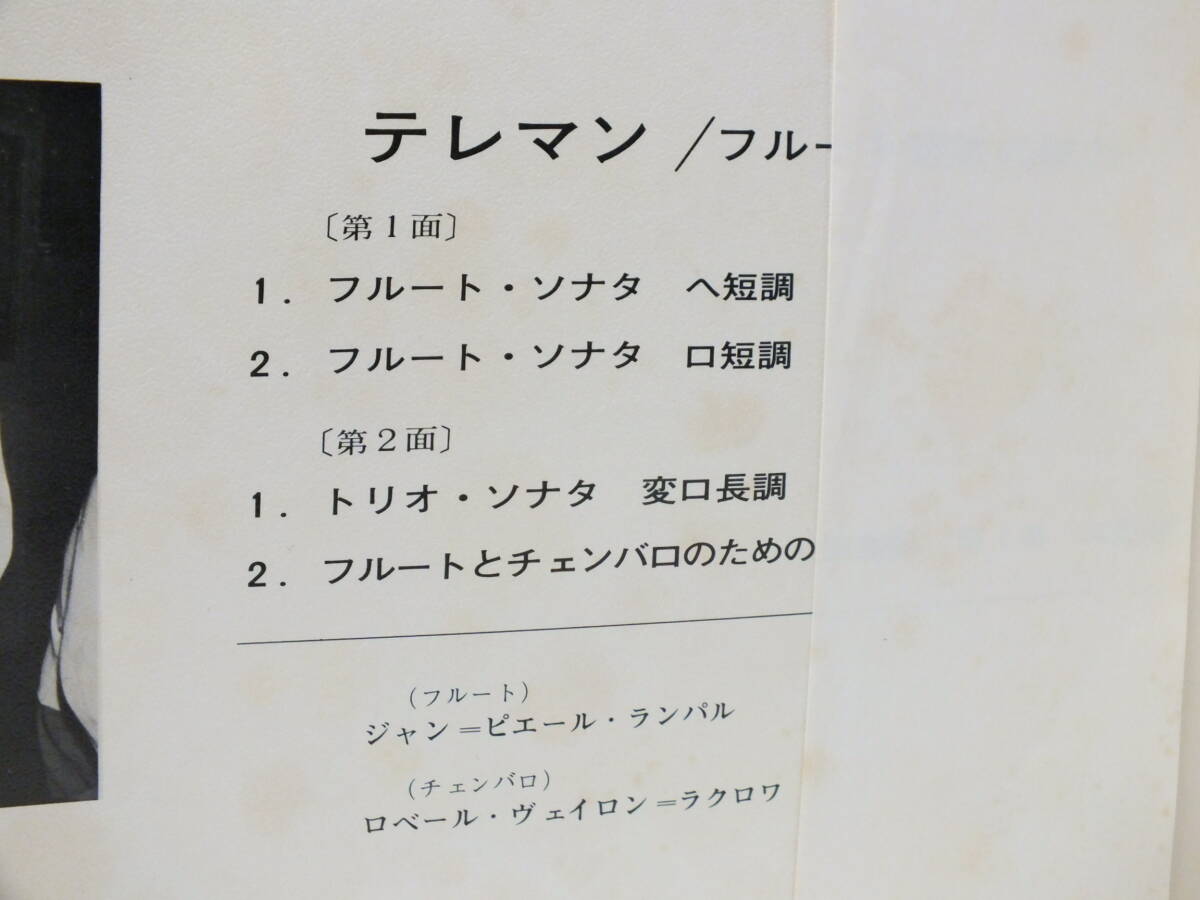 テレマン /フルー
〔第1面〕
1. フルート・ソナタ ヘ短調
2. フルート・ソナタ ロ短調
〔第2面〕
1. トリオ・ソナタ 変ロ長調
2. フルートとチェンバロのための
(フルート)
ジャン=ピエール・ランパル
(チェンバロ)
ロベール・ヴェイロン=ラクロワ